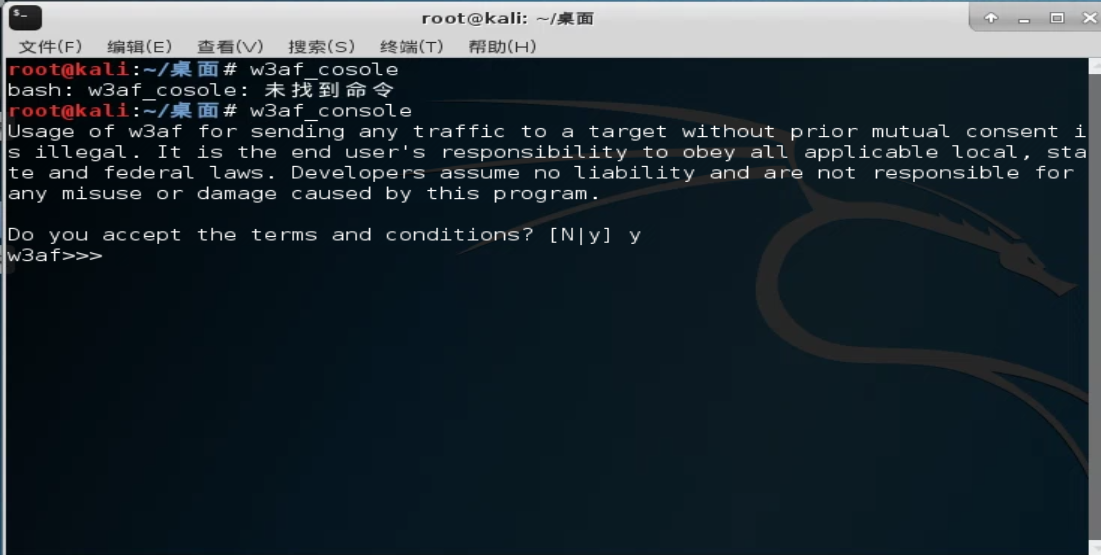 root@kali: ~/桌面
文件(F) 编辑(E) 查看(V) 搜索(S) 终端(T) 帮助(H)
root@kali:~/桌面# w3af_cosole
bash: w3af_cosole: 未找到命令
root@kali:~/桌面# w3af_console
Usage of w3af for sending any traffic to a target without prior mutual consent i
s illegal. It is the end user's responsibility to obey all applicable local, sta
te and federal laws. Developers assume no liability and are not responsible for
any misuse or damage caused by this program.
Do you accept the terms and conditions? [N|y] y
w3af>>>